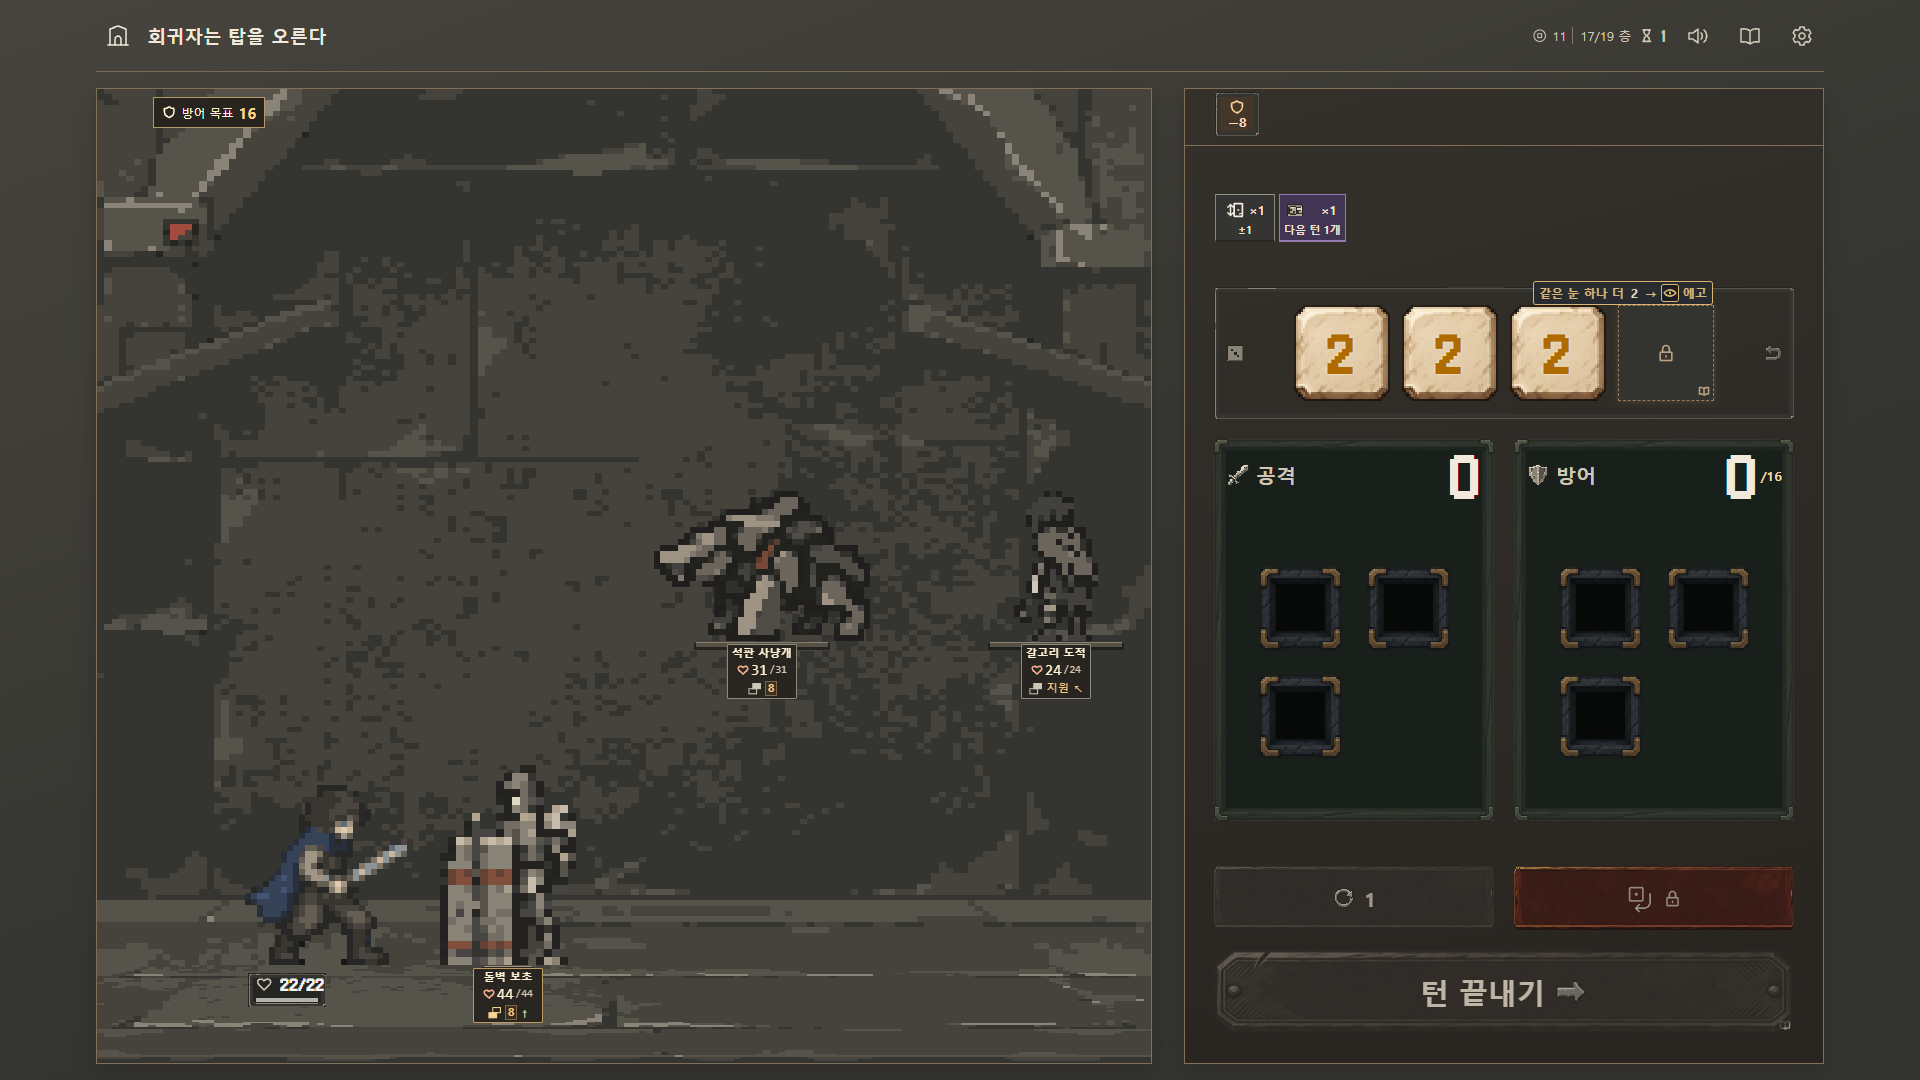 회귀자는 탑을 오른다
11 17/19 층 1
방어 목표 16
−8
×1
±1
×1
다음 턴 1개
같은 눈 하나 더 2 → 에고
2 2 2
공격 0
방어 0/16
석판 사냥개
31/31
8
갈고리 도적
24/24
지원 ↖
22/22
돌벽 보초
44/44
8 ↑
1
턴 끝내기